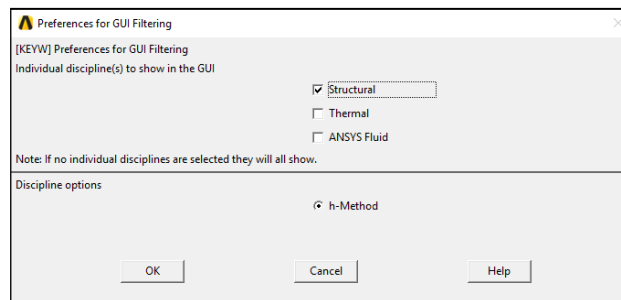 Preferences for GUI Filtering
[KEYW] Preferences for GUI Filtering
Individual discipline(s) to show in the GUI
Structural
Thermal
ANSYS Fluid
Note: If no individual disciplines are selected they will all show.
Discipline options
h-Method
OK Cancel Help